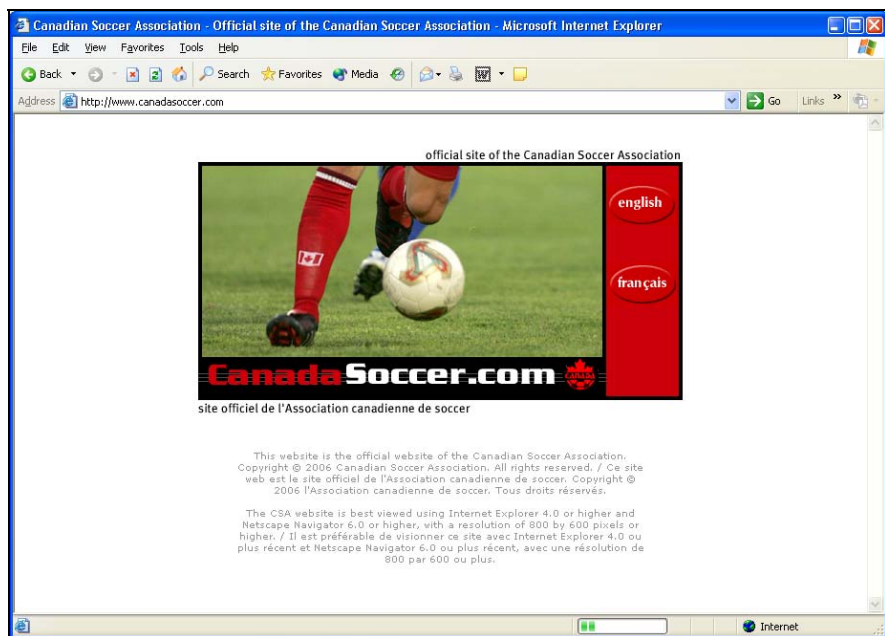 Canadian Soccer Association - Official site of the Canadian Soccer Association - Microsoft Internet Explorer
File Edit View Favorites Tools Help
Back Search Favorites Media
Address http://www.canadasoccer.com Go Links »
official site of the Canadian Soccer Association
english
français
CanadaSoccer.com CANADA
site officiel de l'Association canadienne de soccer
This website is the official website of the Canadian Soccer Association.
Copyright © 2006 Canadian Soccer Association. All rights reserved. / Ce site
web est le site officiel de l'Association canadienne de soccer. Copyright ©
2006 l'Association canadienne de soccer. Tous droits réservés.
The CSA website is best viewed using Internet Explorer 4.0 or higher and
Netscape Navigator 6.0 or higher, with a resolution of 800 by 600 pixels or
higher. / Il est préférable de visionner ce site avec Internet Explorer 4.0 ou
plus récent et Netscape Navigator 6.0 ou plus récent, avec une résolution de
800 par 600 ou plus.
Internet